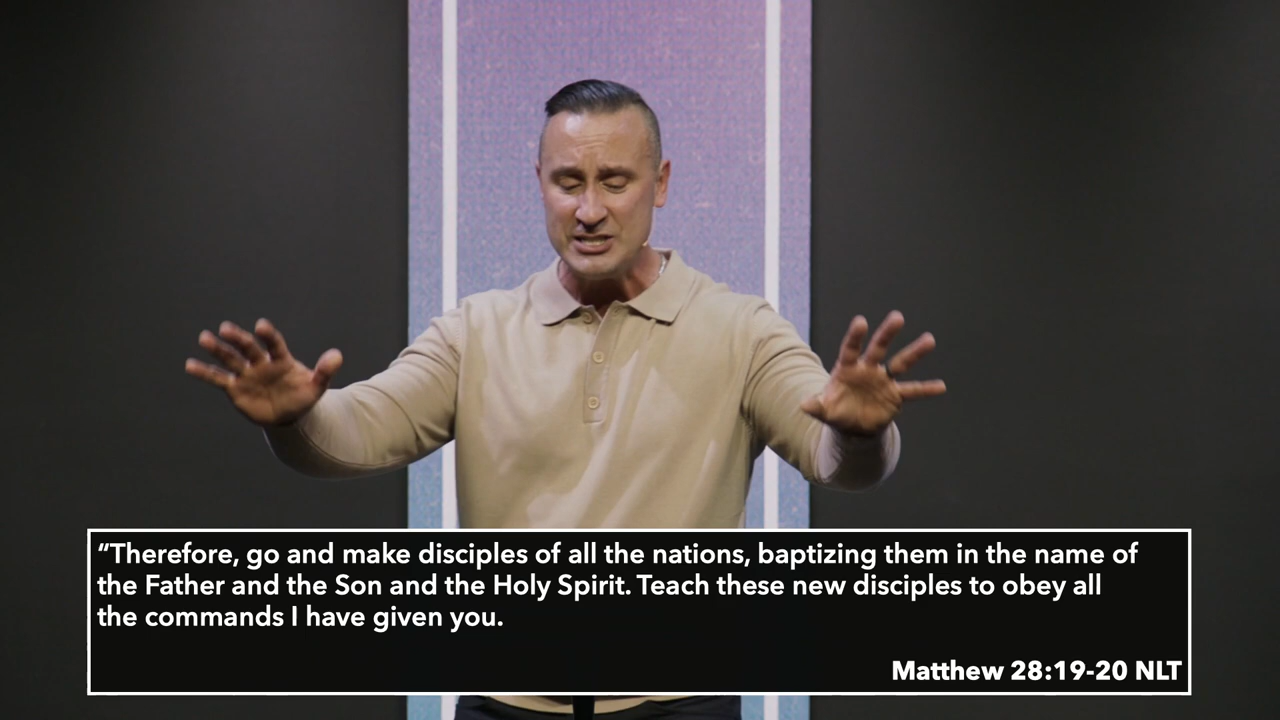 “Therefore, go and make disciples of all the nations, baptizing them in the name of
the Father and the Son and the Holy Spirit. Teach these new disciples to obey all
the commands I have given you.
Matthew 28:19-20 NLT